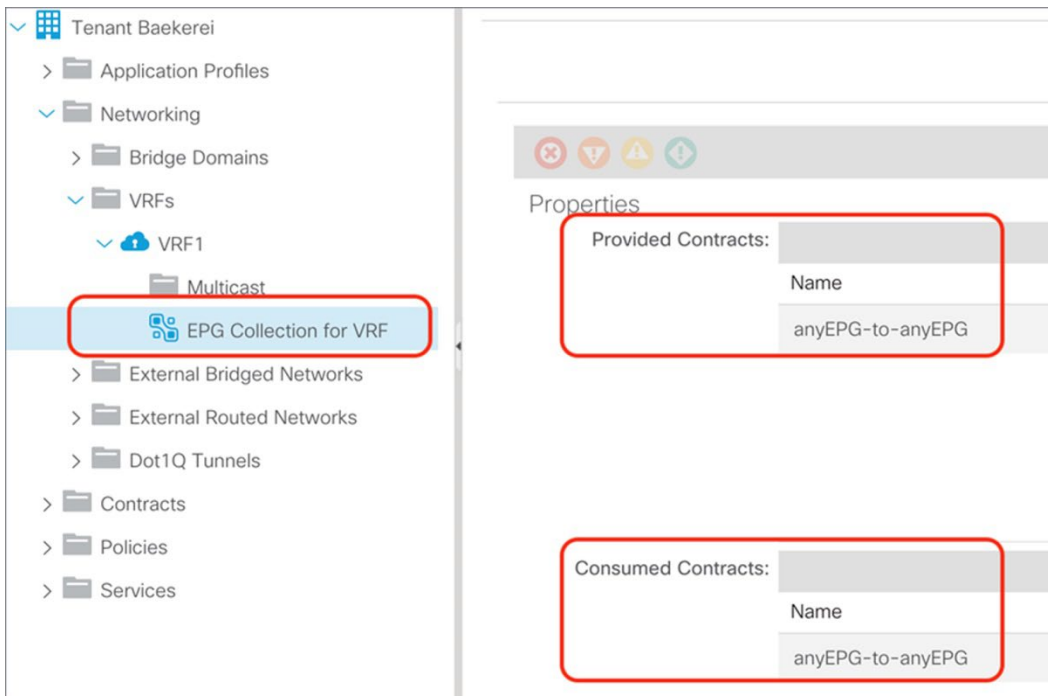 Tenant Baekerei
Application Profiles
Networking
Bridge Domains
VRFs
VRF1
Multicast
EPG Collection for VRF
External Bridged Networks
External Routed Networks
Dot1Q Tunnels
Contracts
Policies
Services
Properties
Provided Contracts:
Name
anyEPG-to-anyEPG
Consumed Contracts:
Name
anyEPG-to-anyEPG